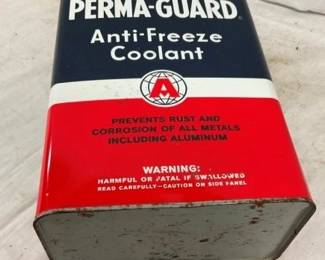 PERMA-GUARD®
Anti-Freeze
Coolant
A
PREVENTS RUST AND
CORROSION OF ALL METALS
INCLUDING ALUMINUM
WARNING:
HARMFUL OR FATAL IF SWALLOWED
READ CAREFULLY—CAUTION ON SIDE PANEL